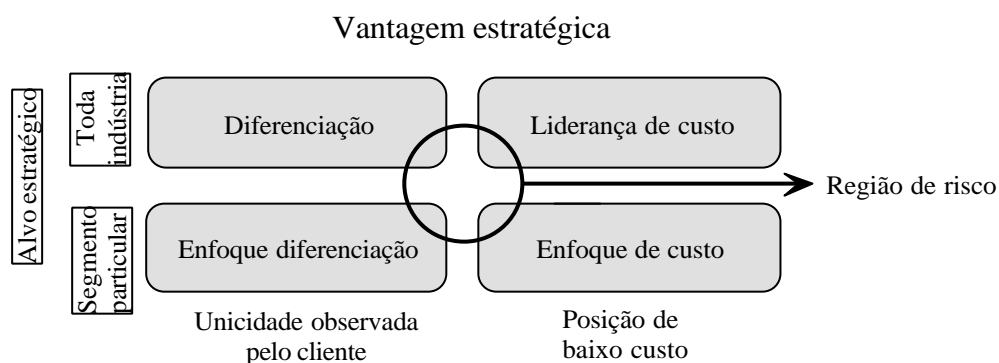 Vantagem estratégica
Alvo estratégico
Toda
indústria
Diferenciação
Liderança de custo
Região de risco
Segmento
particular
Enfoque diferenciação
Enfoque de custo
Unicidade observada
pelo cliente
Posição de
baixo custo